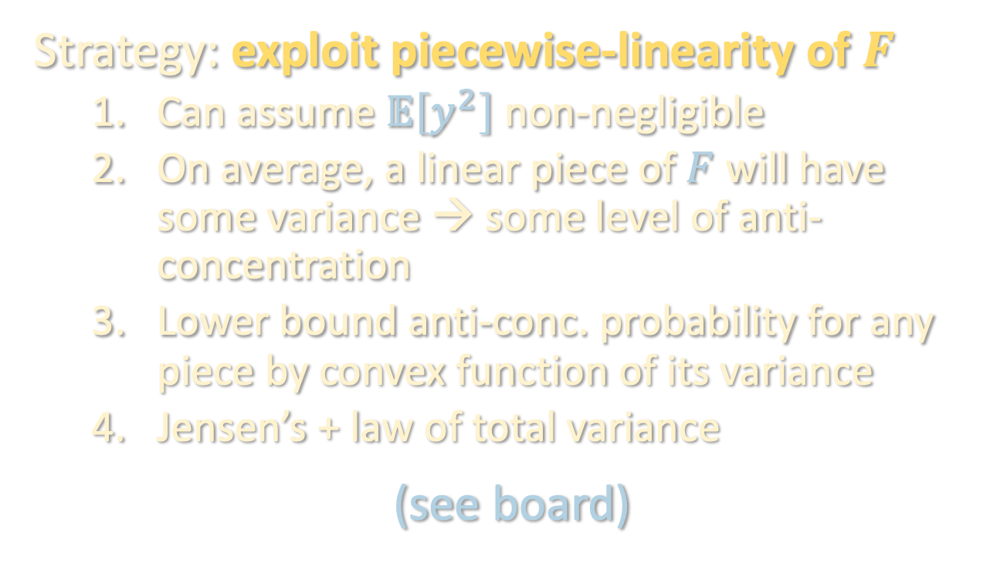 Strategy: exploit piecewise-linearity of F
1. Can assume 𝔼[y²] non-negligible
2. On average, a linear piece of F will have
some variance → some level of anti-
concentration
3. Lower bound anti-conc. probability for any
piece by convex function of its variance
4. Jensen’s + law of total variance
(see board)